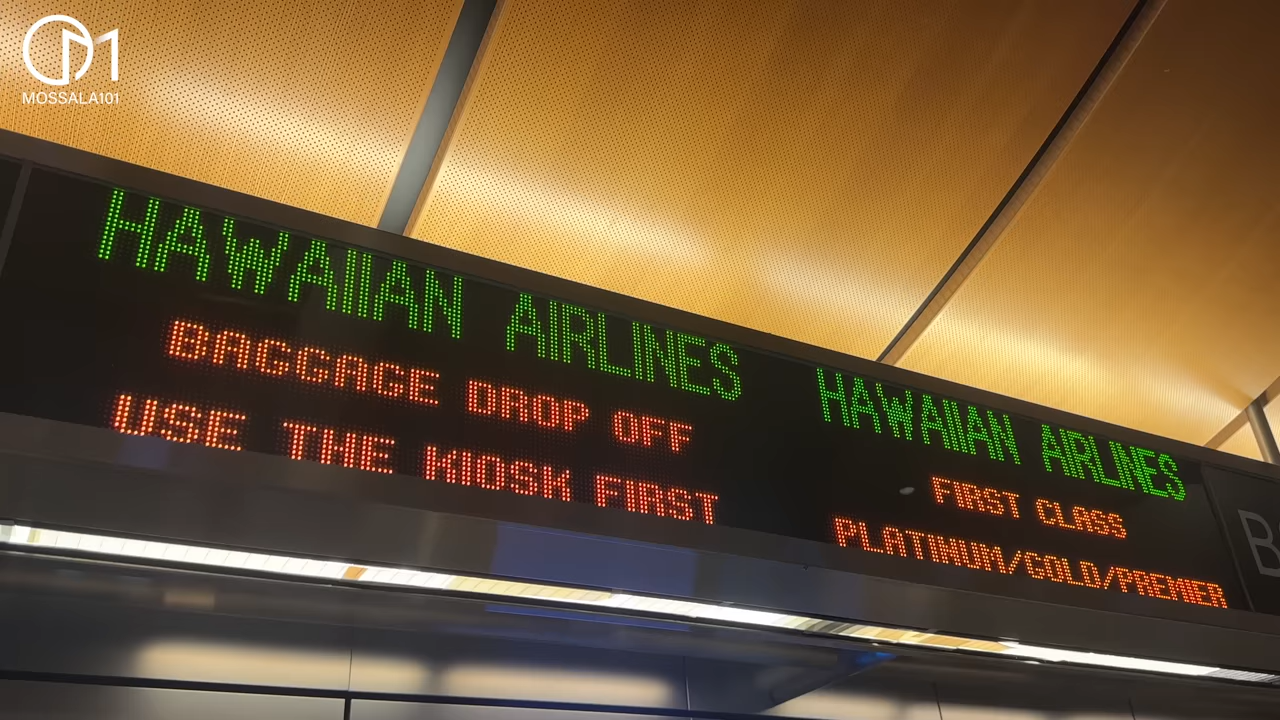 MOSSALA101
HAWAIIAN AIRLINES
BAGGAGE DROP OFF
USE THE KIOSK FIRST
HAWAIIAN AIRLINES
FIRST CLASS
PLATINUM/GOLD/PREMIER